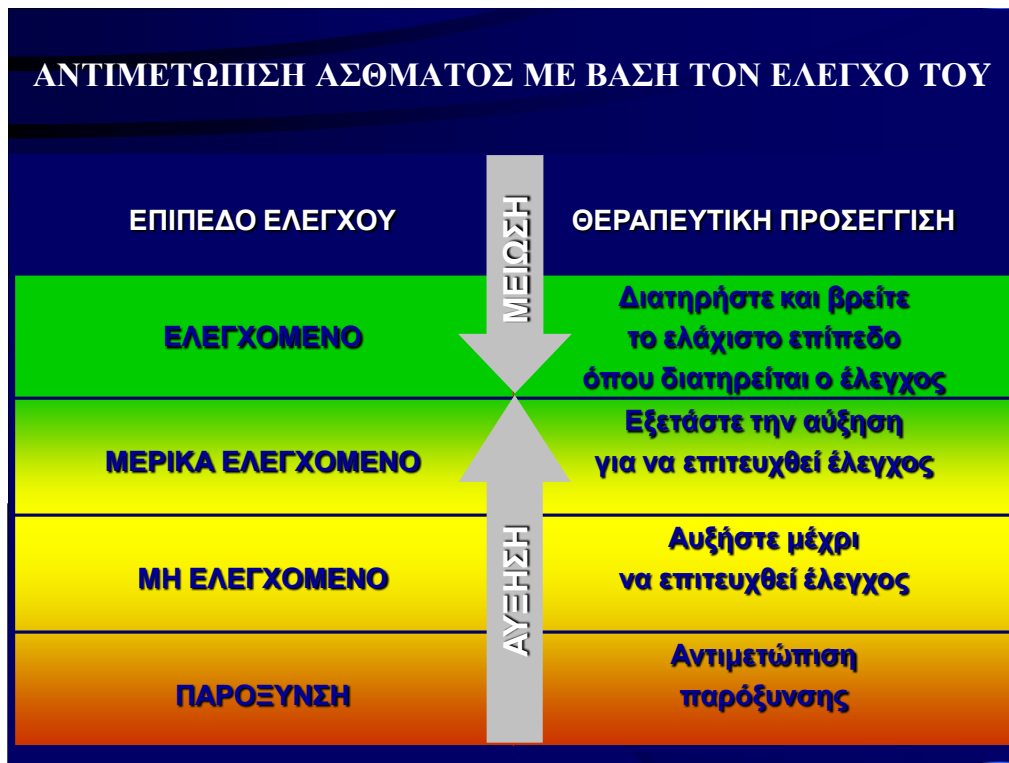 ΑΝΤΙΜΕΤΩΠΙΣΗ ΑΣΘΜΑΤΟΣ ΜΕ ΒΑΣΗ ΤΟΝ ΕΛΕΓΧΟ ΤΟΥ
ΕΠΙΠΕΔΟ ΕΛΕΓΧΟΥ
ΜΕΙΩΣΗ
ΘΕΡΑΠΕΥΤΙΚΗ ΠΡΟΣΕΓΓΙΣΗ
ΕΛΕΓΧΟΜΕΝΟ
Διατηρήστε και βρείτε
το ελάχιστο επίπεδο
όπου διατηρείται ο έλεγχος
ΜΕΡΙΚΑ ΕΛΕΓΧΟΜΕΝΟ
Εξετάστε την αύξηση
για να επιτευχθεί έλεγχος
ΑΥΞΗΣΗ
ΜΗ ΕΛΕΓΧΟΜΕΝΟ
Αυξήστε μέχρι
να επιτευχθεί έλεγχος
ΠΑΡΟΞΥΝΣΗ
Αντιμετώπιση
παρόξυνσης